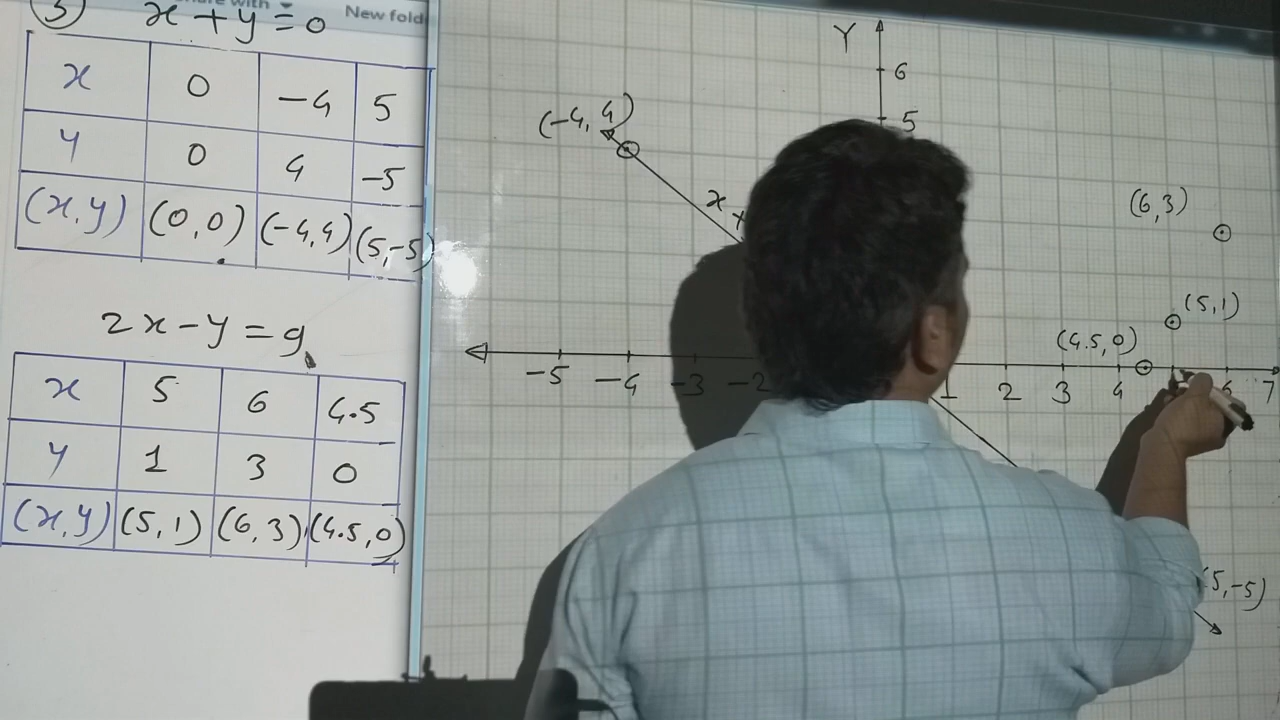 3) x + y = 0
New fold
x 0 -4 5
y 0 4 -5
(x,y) (0,0) (-4,4) (5,-5)
2x - y = 9
x 5 6 4.5
y 1 3 0
(x,y) (5,1) (6,3) (4.5,0)
Y
6
5
(-4,4)
x +
(6,3)
(5,1)
(4.5,0)
-5 -4 -3 -2 1 2 3 4 6 7
(5,-5)